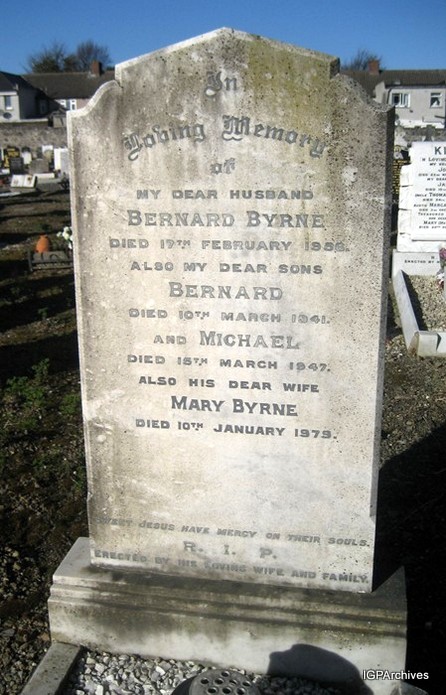 In
Loving Memory
of
MY DEAR HUSBAND
BERNARD BYRNE
DIED 17TH FEBRUARY 1958.
ALSO MY DEAR SONS
BERNARD
DIED 10TH MARCH 1941.
AND MICHAEL
DIED 15TH MARCH 1947.
ALSO HIS DEAR WIFE
MARY BYRNE
DIED 10TH JANUARY 1979.
SWEET JESUS HAVE MERCY ON THEIR SOULS.
R. I. P.
ERECTED BY HIS LOVING WIFE AND FAMILY.
IGPArchives